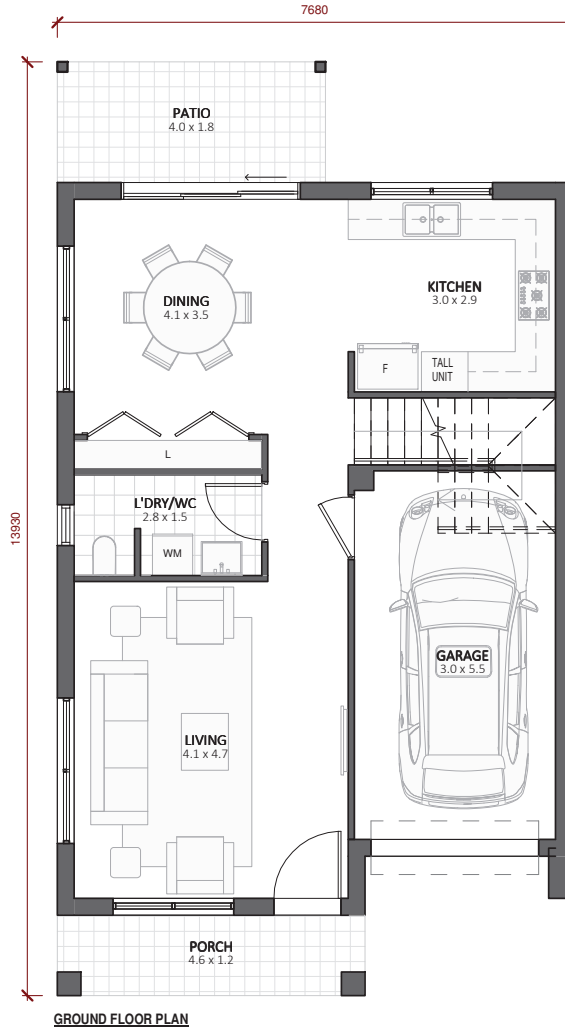 7680
PATIO
4.0 x 1.8
DINING
4.1 x 3.5
KITCHEN
3.0 x 2.9
F
TALL
UNIT
L
L'DRY/WC
2.8 x 1.5
WM
13930
GARAGE
3.0 x 5.5
LIVING
4.1 x 4.7
PORCH
4.6 x 1.2
GROUND FLOOR PLAN